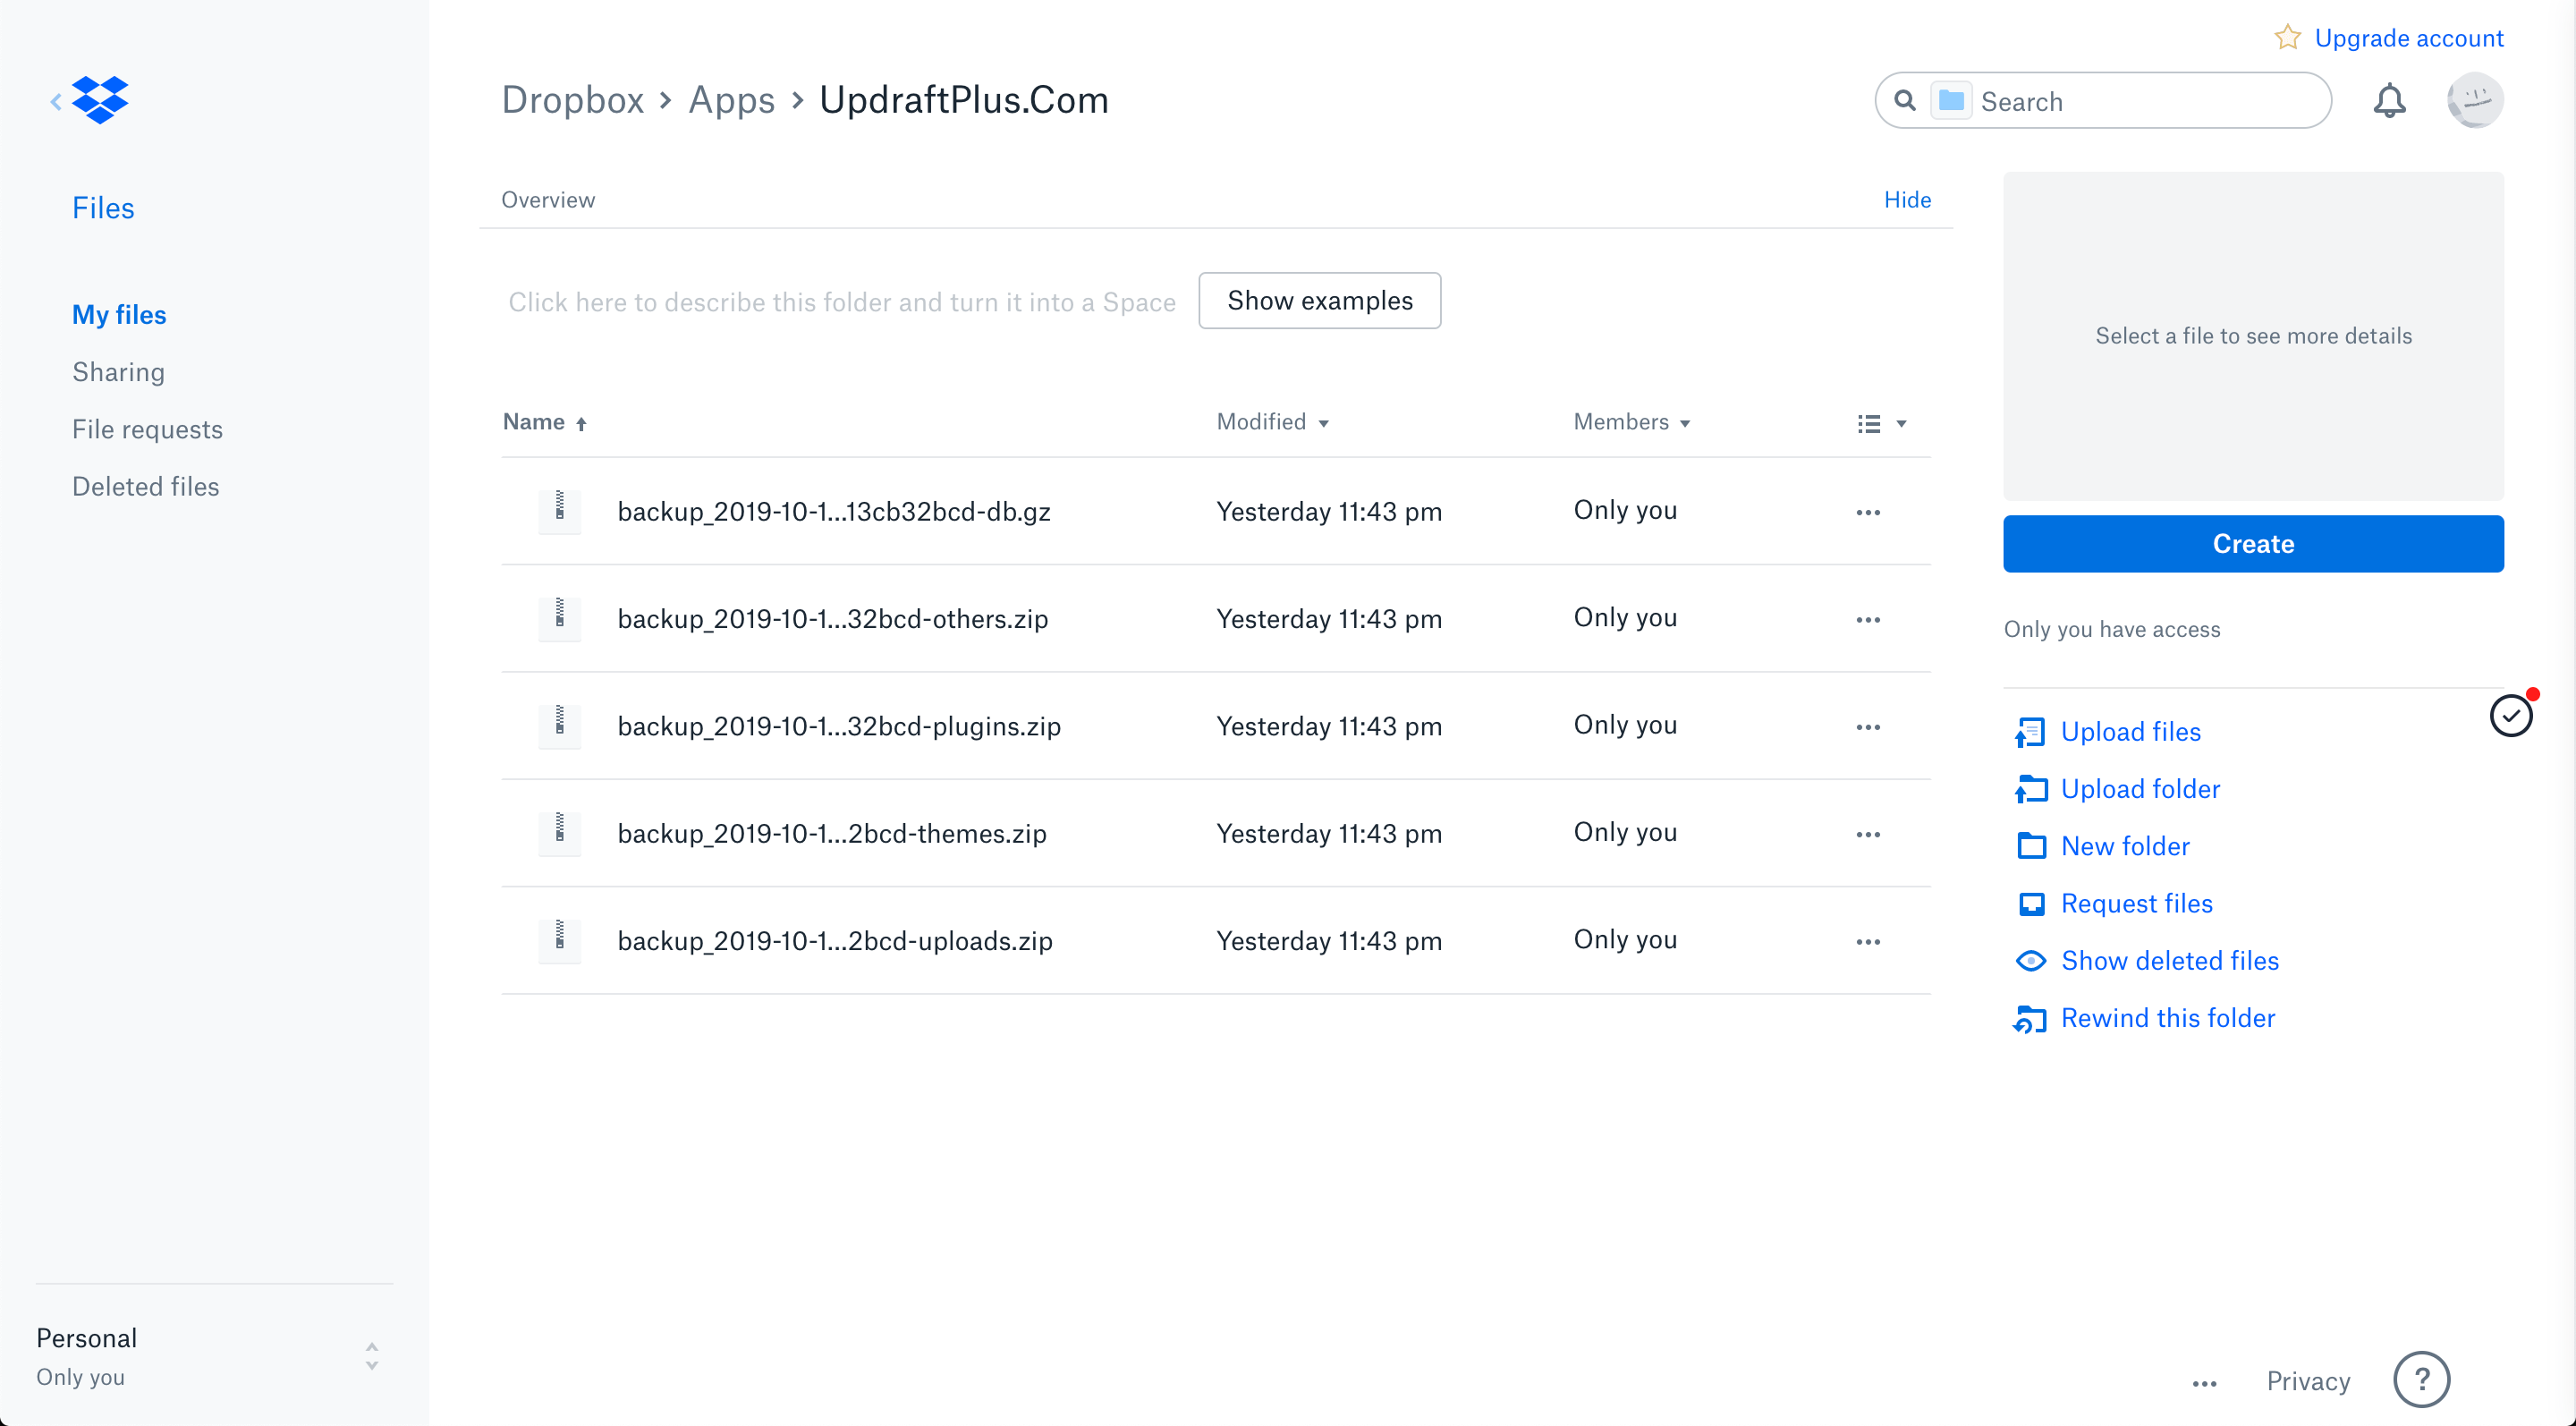 Upgrade account
Dropbox › Apps › UpdraftPlus.Com
Search
Files
My files
Sharing
File requests
Deleted files
Overview
Hide
Click here to describe this folder and turn it into a Space
Show examples
Name Modified Members
backup_2019-10-1...13cb32bcd-db.gz Yesterday 11:43 pm Only you
backup_2019-10-1...32bcd-others.zip Yesterday 11:43 pm Only you
backup_2019-10-1...32bcd-plugins.zip Yesterday 11:43 pm Only you
backup_2019-10-1...2bcd-themes.zip Yesterday 11:43 pm Only you
backup_2019-10-1...2bcd-uploads.zip Yesterday 11:43 pm Only you
Select a file to see more details
Create
Only you have access
Upload files
Upload folder
New folder
Request files
Show deleted files
Rewind this folder
Personal
Only you
Privacy
?